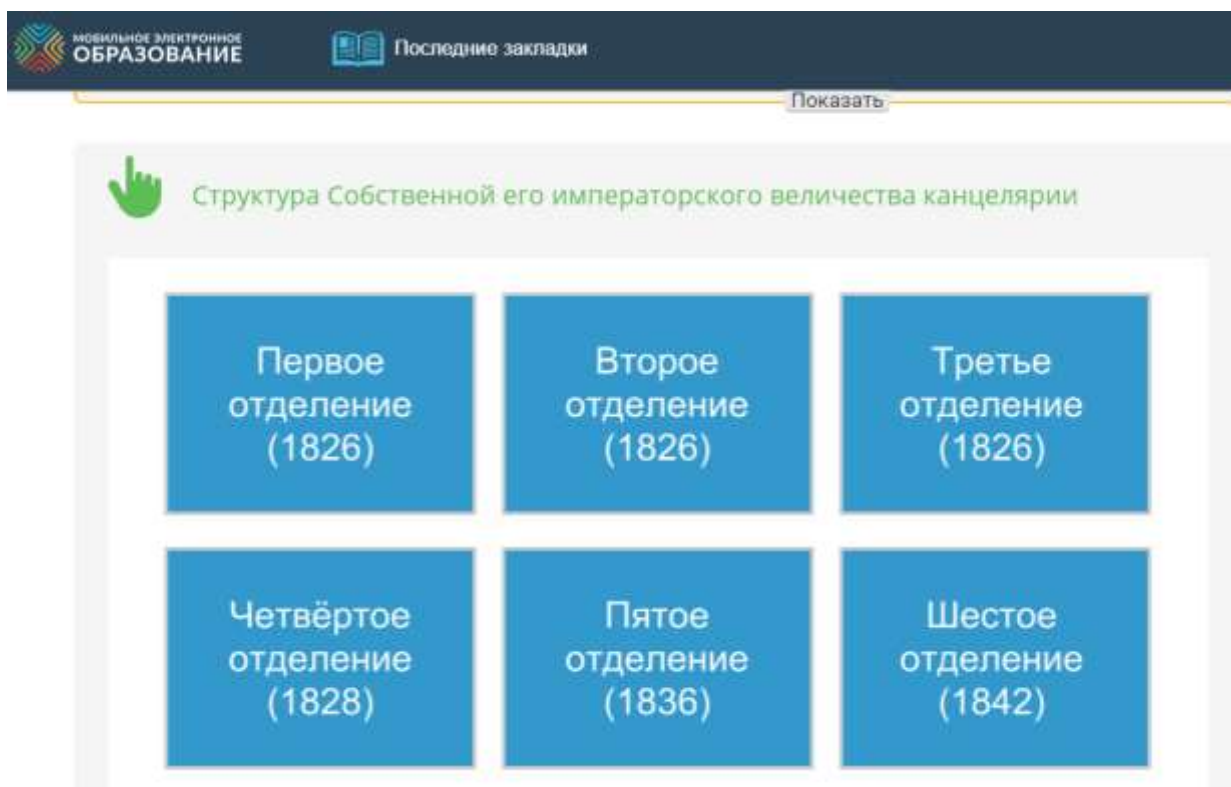 МОБИЛЬНОЕ ЭЛЕКТРОННОЕ
ОБРАЗОВАНИЕ
Последние закладки
Показать
Структура Собственной его императорского величества канцелярии
Первое
отделение
(1826)
Второе
отделение
(1826)
Третье
отделение
(1826)
Четвёртое
отделение
(1828)
Пятое
отделение
(1836)
Шестое
отделение
(1842)